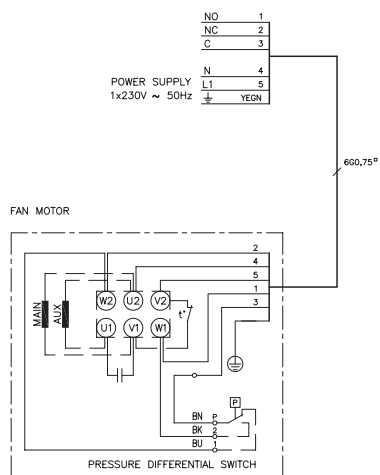 NO 1
NC 2
C 3
N 4
L1 5
YEGN
POWER SUPPLY
1x230V ~ 50Hz
6G0,75°
FAN MOTOR
2
4
5
1
3
MAIN
AUX
W2 U2 V2
t°
U1 V1 W1
P
BN P
BK 2
BU 1
PRESSURE DIFFERENTIAL SWITCH